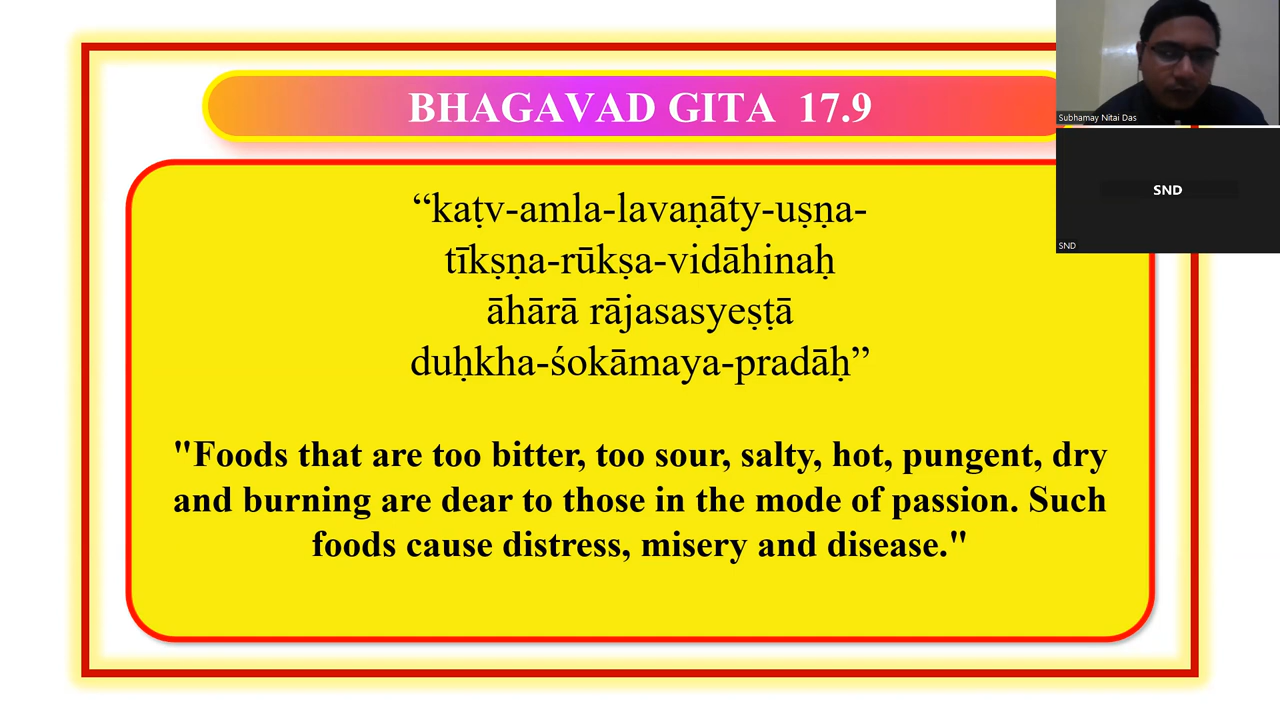 BHAGAVAD GITA 17.9
“kaṭv-amla-lavaṇāty-uṣṇa-
tīkṣṇa-rūkṣa-vidāhinaḥ
āhārā rājasasyeṣṭā
duḥkha-śokāmaya-pradāḥ”
"Foods that are too bitter, too sour, salty, hot, pungent, dry
and burning are dear to those in the mode of passion. Such
foods cause distress, misery and disease."
Subhamay Nitai Das
SND
SND